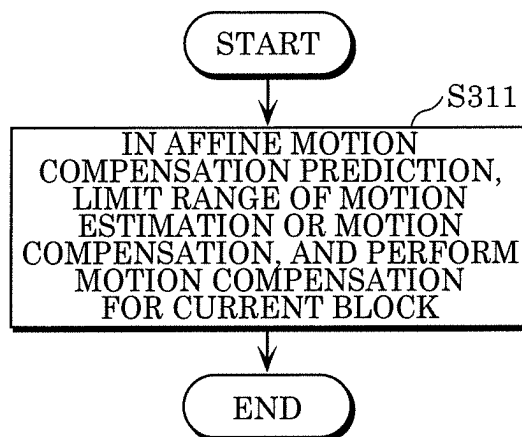 START
S311
IN AFFINE MOTION
COMPENSATION PREDICTION,
LIMIT RANGE OF MOTION
ESTIMATION OR MOTION
COMPENSATION, AND PERFORM
MOTION COMPENSATION
FOR CURRENT BLOCK
END